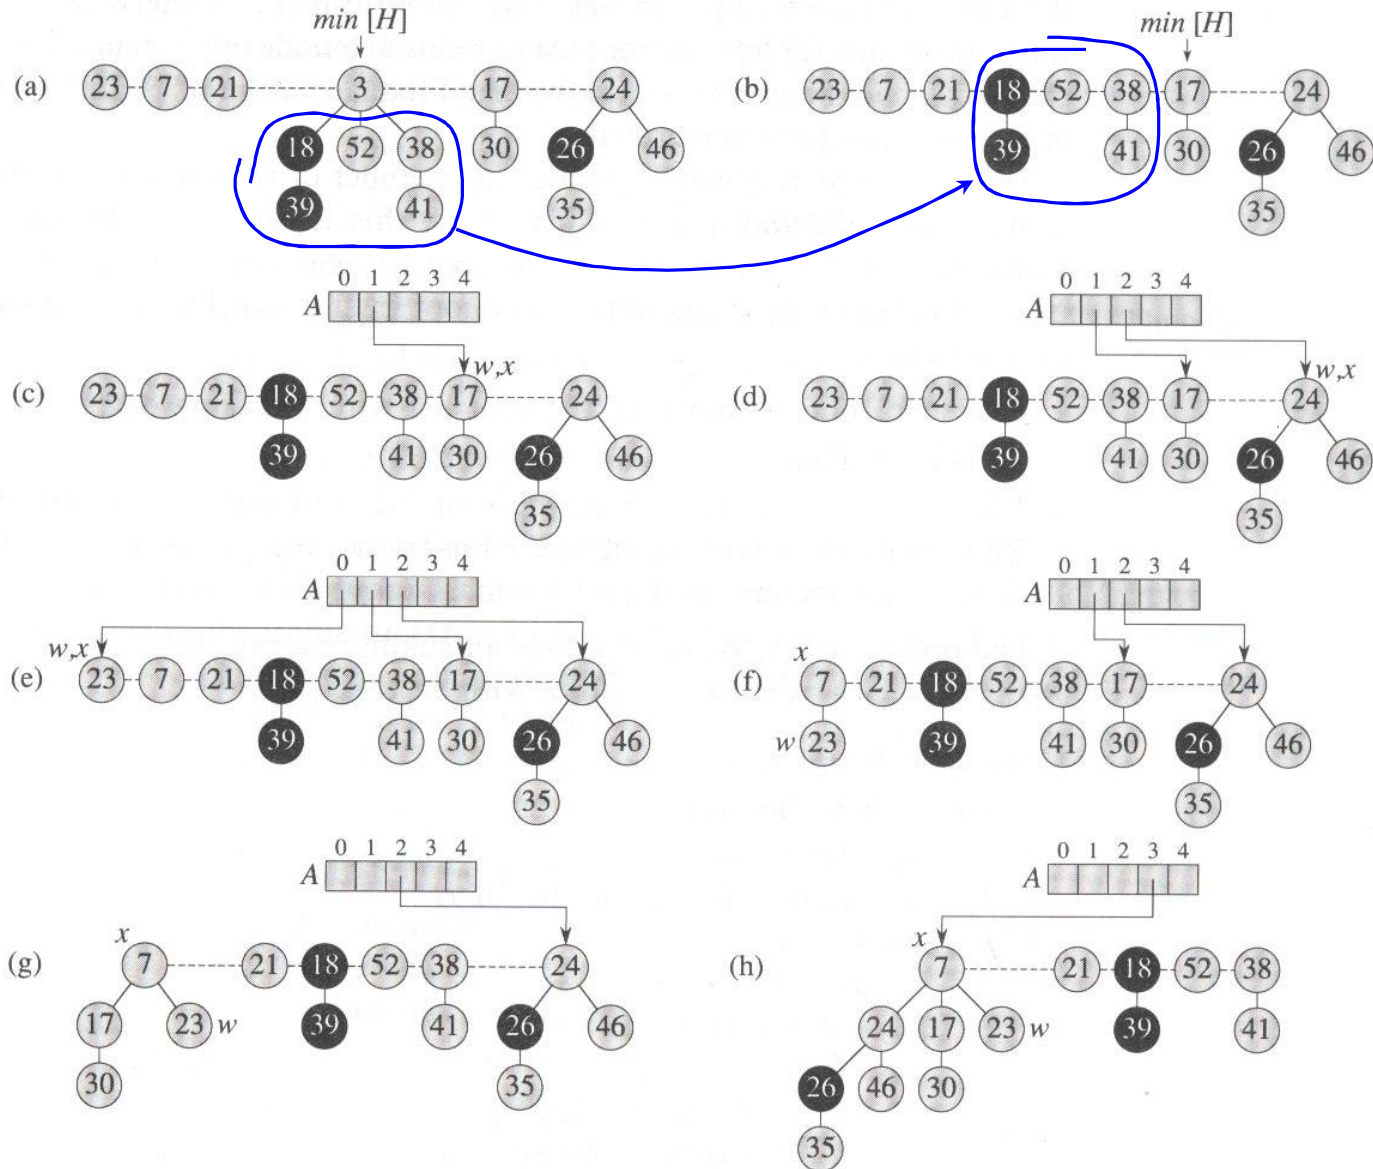 min [H]
(a) 23 7 21 3 17 24
18 52 38 30 26 46
39 41 35
min [H]
(b) 23 7 21 18 52 38 17 24
39 41 30 26 46
35
0 1 2 3 4
A
w,x
(c) 23 7 21 18 52 38 17 24
39 41 30 26 46
35
0 1 2 3 4
A
w,x
(d) 23 7 21 18 52 38 17 24
39 41 30 26 46
35
0 1 2 3 4
A
w,x
(e) 23 7 21 18 52 38 17 24
39 41 30 26 46
35
0 1 2 3 4
A
x
(f) 7 21 18 52 38 17 24
w 23 39 41 30 26 46
35
0 1 2 3 4
A
x
(g) 7 21 18 52 38 24
17 23 w 39 41 26 46
30 35
0 1 2 3 4
A
x
(h) 7 21 18 52 38
24 17 23 w 39 41
26 46 30
35